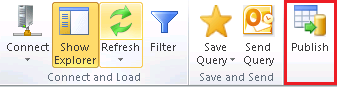 Connect
Show
Explorer
Refresh
Filter
Connect and Load
Save
Query
Send
Query
Save and Send
Publish